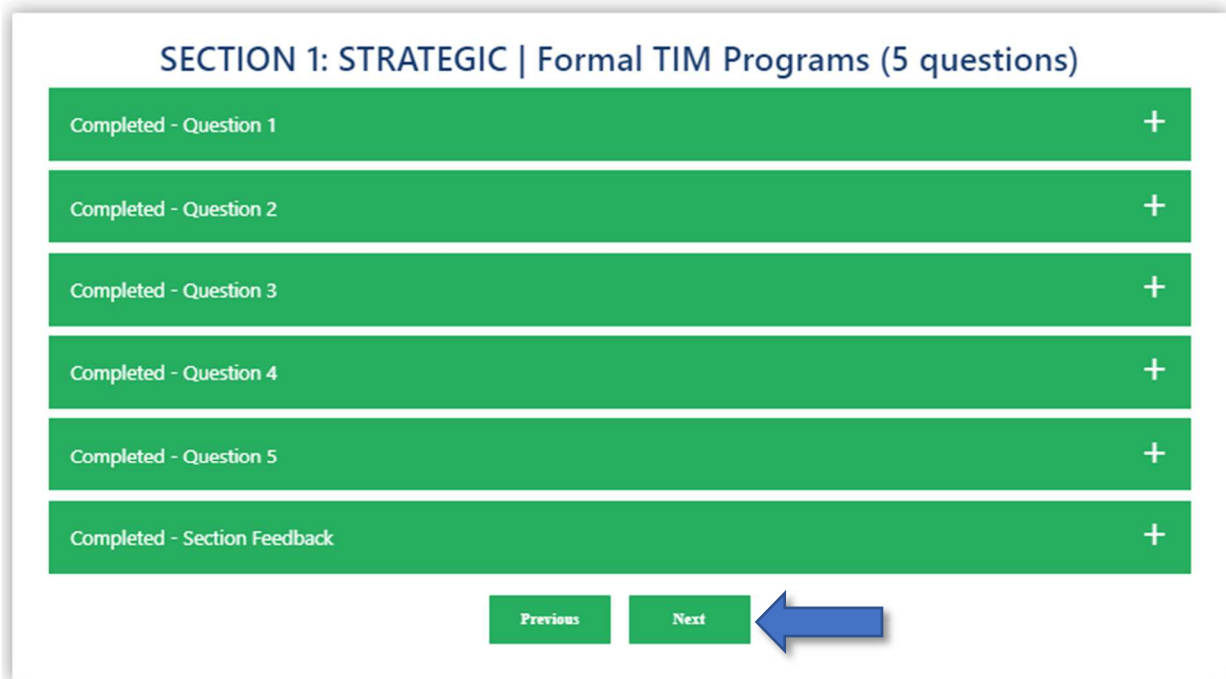 SECTION 1: STRATEGIC | Formal TIM Programs (5 questions)
Completed - Question 1 +
Completed - Question 2 +
Completed - Question 3 +
Completed - Question 4 +
Completed - Question 5 +
Completed - Section Feedback +
Previous Next